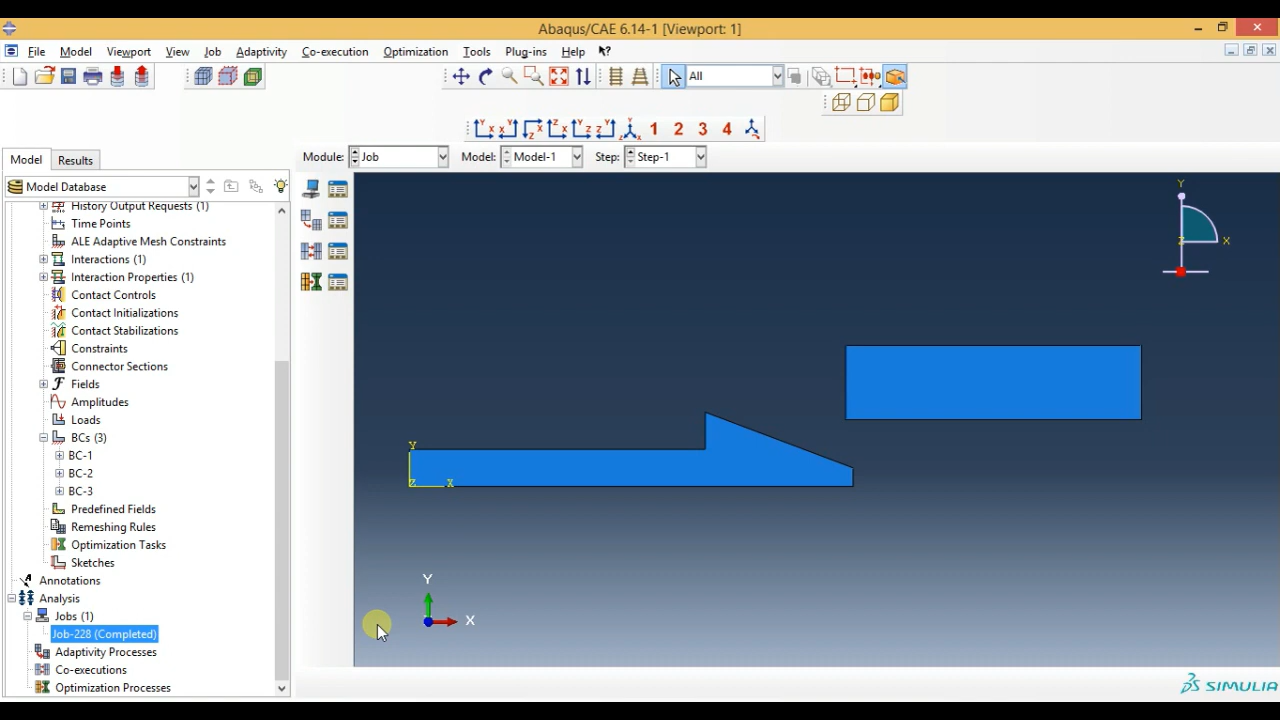 Abaqus/CAE 6.14-1 [Viewport: 1]
File Model Viewport View Job Adaptivity Co-execution Optimization Tools Plug-ins Help
All
1 2 3 4
Model Results
Module: Job Model: Model-1 Step: Step-1
Model Database
History Output Requests (1)
Time Points
ALE Adaptive Mesh Constraints
Interactions (1)
Interaction Properties (1)
Contact Controls
Contact Initializations
Contact Stabilizations
Constraints
Connector Sections
Fields
Amplitudes
Loads
BCs (3)
BC-1
BC-2
BC-3
Predefined Fields
Remeshing Rules
Optimization Tasks
Sketches
Annotations
Analysis
Jobs (1)
Job-228 (Completed)
Adaptivity Processes
Co-executions
Optimization Processes
Y
Z X
Y
Z X
Y
X
SIMULIA